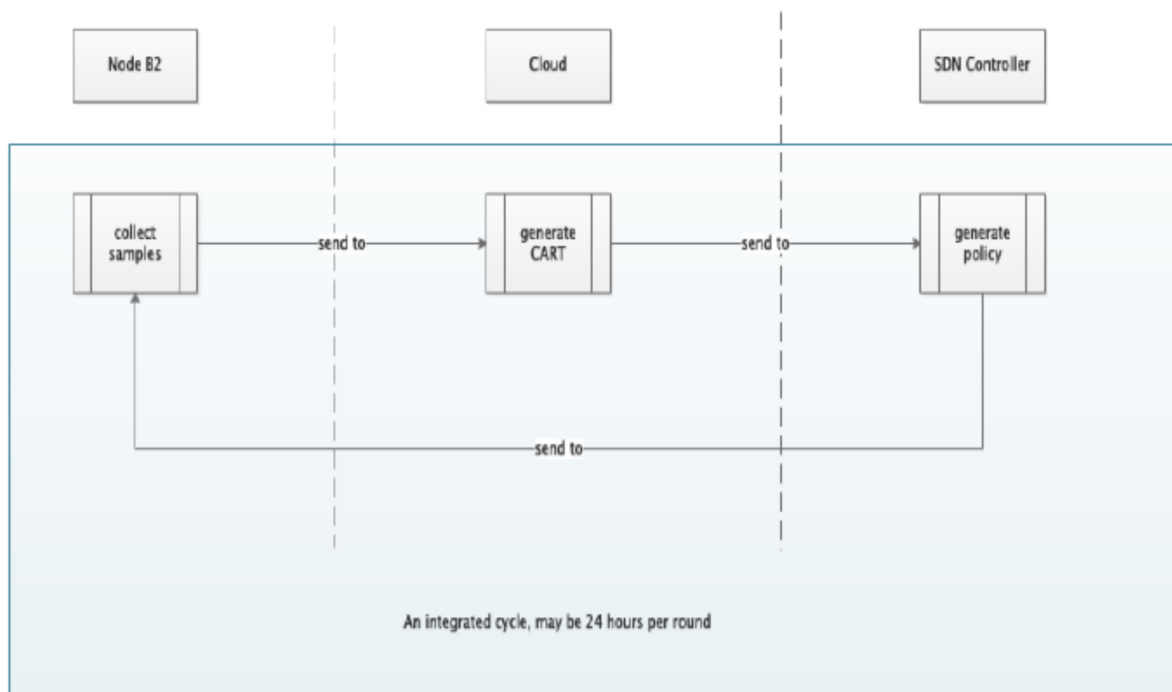 Node B2
Cloud
SDN Controller
collect
samples
send to
generate
CART
send to
generate
policy
send to
An integrated cycle, may be 24 hours per round